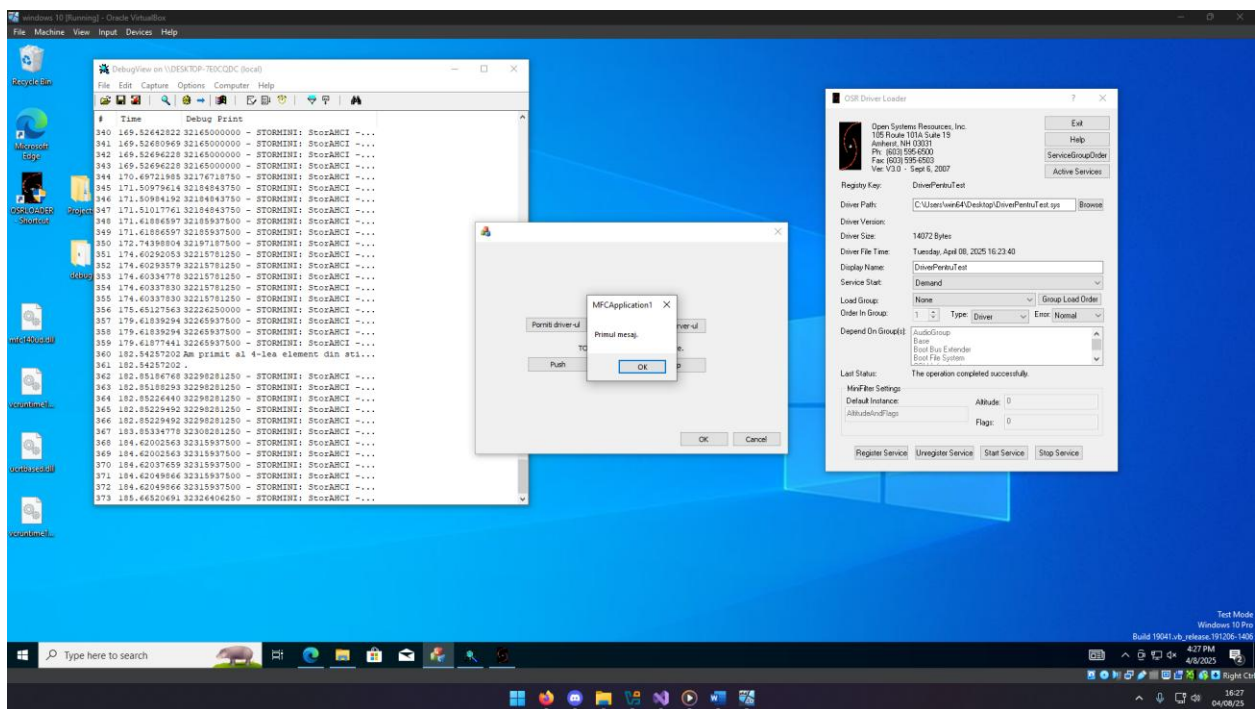 windows 10 [Running] - Oracle VirtualBox
File Machine View Input Devices Help
Recycle Bin
Microsoft Edge
OSRLOADER Shortcut
Project
debug
DebugView on \\DESKTOP-7E0CQDC (local)
File Edit Capture Options Computer Help
# Time Debug Print
340 169.52642822 32165000000 - STORMINI: StorAHCI -...
341 169.52680969 32165000000 - STORMINI: StorAHCI -...
342 169.52696228 32165000000 - STORMINI: StorAHCI -...
343 169.52696228 32165000000 - STORMINI: StorAHCI -...
344 170.69721985 32176718750 - STORMINI: StorAHCI -...
345 171.50979614 32184843750 - STORMINI: StorAHCI -...
346 171.50984192 32184843750 - STORMINI: StorAHCI -...
347 171.51017761 32184843750 - STORMINI: StorAHCI -...
348 171.61886597 32185937500 - STORMINI: StorAHCI -...
349 171.61886597 32185937500 - STORMINI: StorAHCI -...
350 172.74398804 32197187500 - STORMINI: StorAHCI -...
351 174.60292053 32215781250 - STORMINI: StorAHCI -...
352 174.60293579 32215781250 - STORMINI: StorAHCI -...
353 174.60334778 32215781250 - STORMINI: StorAHCI -...
354 174.60337830 32215781250 - STORMINI: StorAHCI -...
355 174.60337830 32215781250 - STORMINI: StorAHCI -...
356 175.65127563 32226250000 - STORMINI: StorAHCI -...
357 179.61839294 32265937500 - STORMINI: StorAHCI -...
358 179.61839294 32265937500 - STORMINI: StorAHCI -...
359 179.61877441 32265937500 - STORMINI: StorAHCI -...
360 182.54257202 Am primit al 4-lea element din sti...
361 182.54257202 .
362 182.85186768 32298281250 - STORMINI: StorAHCI -...
363 182.85188293 32298281250 - STORMINI: StorAHCI -...
364 182.85226440 32298281250 - STORMINI: StorAHCI -...
365 182.85229492 32298281250 - STORMINI: StorAHCI -...
366 182.85229492 32298281250 - STORMINI: StorAHCI -...
367 183.85334778 32308281250 - STORMINI: StorAHCI -...
368 184.62002563 32315937500 - STORMINI: StorAHCI -...
369 184.62002563 32315937500 - STORMINI: StorAHCI -...
370 184.62037659 32315937500 - STORMINI: StorAHCI -...
371 184.62049866 32315937500 - STORMINI: StorAHCI -...
372 184.62049866 32315937500 - STORMINI: StorAHCI -...
373 185.66520691 32326406250 - STORMINI: StorAHCI -...
Porniti driver-ul
rver-ul
TO
e.
Push
p
OK Cancel
MFCApplication1
Primul mesaj.
OK
OSR Driver Loader
Open Systems Resources, Inc.
105 Route 101A Suite 19
Amherst, NH 03031
Ph: (603) 595-6500
Fax: (603) 595-6503
Ver: V3.0 - Sept 6, 2007
Exit
Help
ServiceGroupOrder
Active Services
Registry Key: DriverPentruTest
Driver Path: C:\Users\win64\Desktop\DriverPentruTest.sys Browse
Driver Version:
Driver Size: 14072 Bytes
Driver File Time: Tuesday, April 08, 2025 16:23:40
Display Name: DriverPentruTest
Service Start: Demand
Load Group: None Group Load Order
Order In Group: 1 Type: Driver Error: Normal
Depend On Group(s): AudioGroup
Base
Boot Bus Extender
Boot File System
Last Status: The operation completed successfully.
MiniFilter Settings
Default Instance: Altitude: 0
AltitudeAndFlags
Flags: 0
Register Service Unregister Service Start Service Stop Service
Test Mode
Windows 10 Pro
Build 19041.vb_release.191206-1406
Type here to search
4:27 PM
4/8/2025
Right Ctrl
16:27
04/08/25